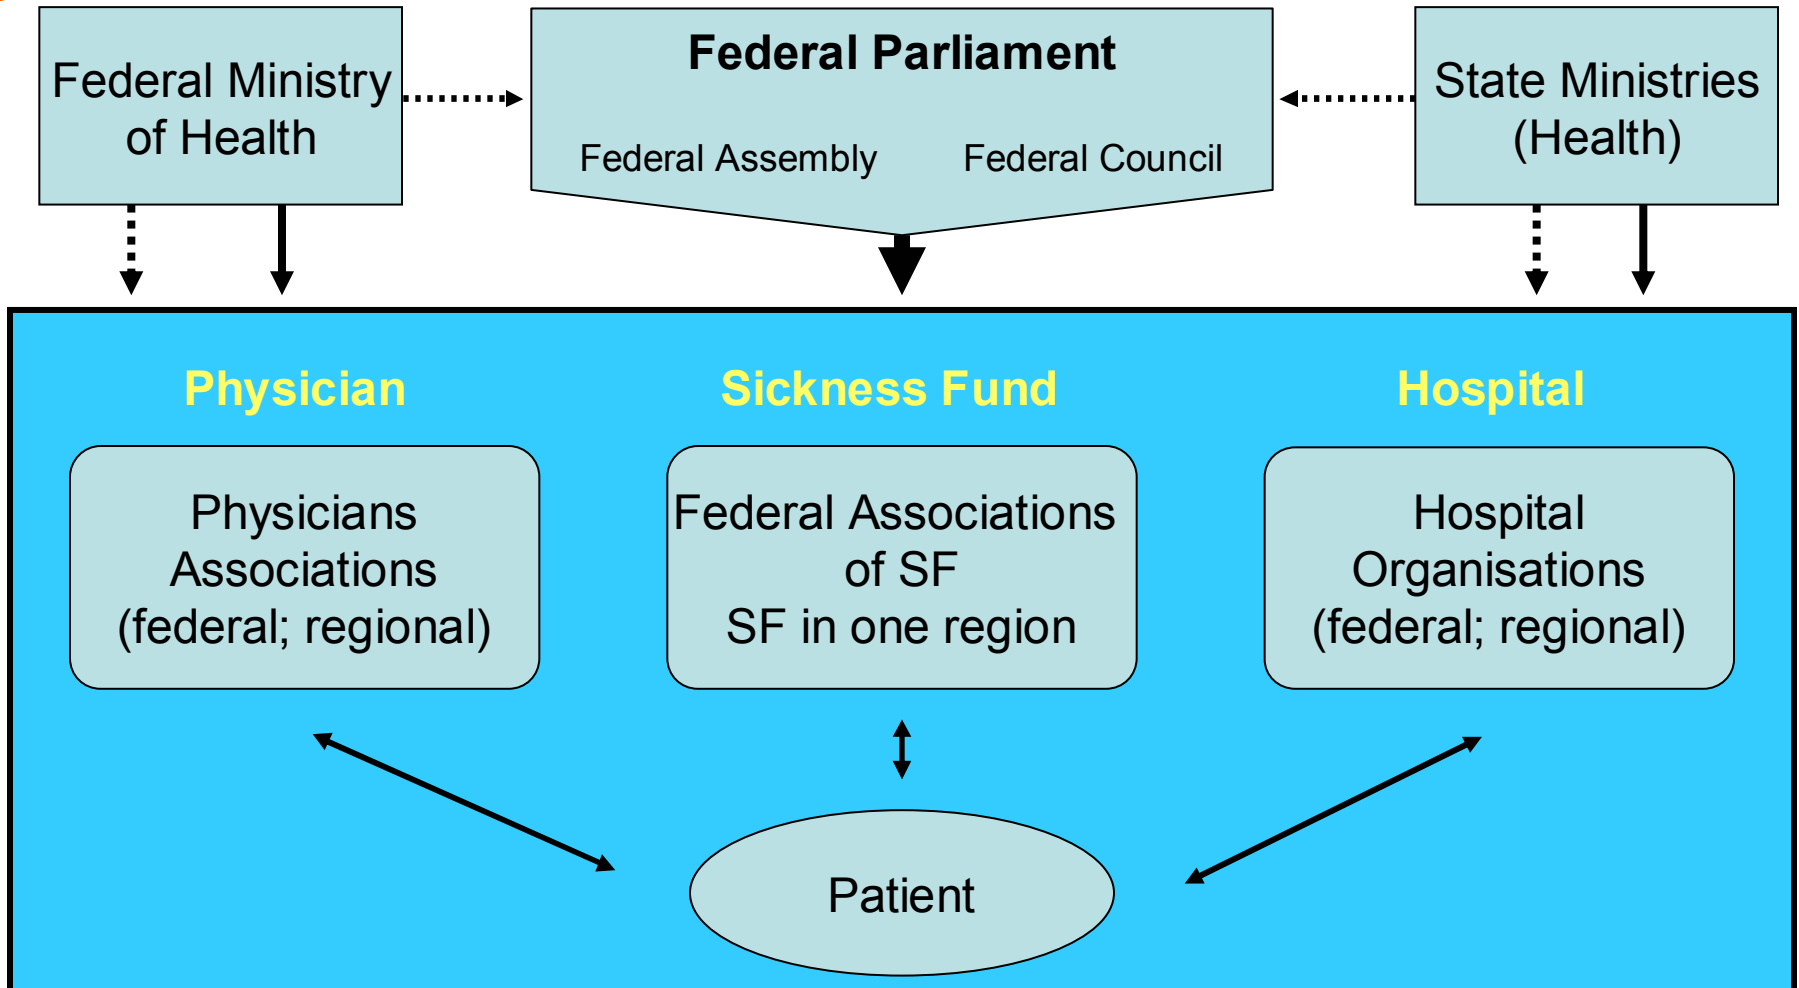 Federal Ministry
of Health
Federal Parliament
Federal Assembly
Federal Council
State Ministries
(Health)
Physician
Sickness Fund
Hospital
Physicians
Associations
(federal; regional)
Federal Associations
of SF
SF in one region
Hospital
Organisations
(federal; regional)
Patient